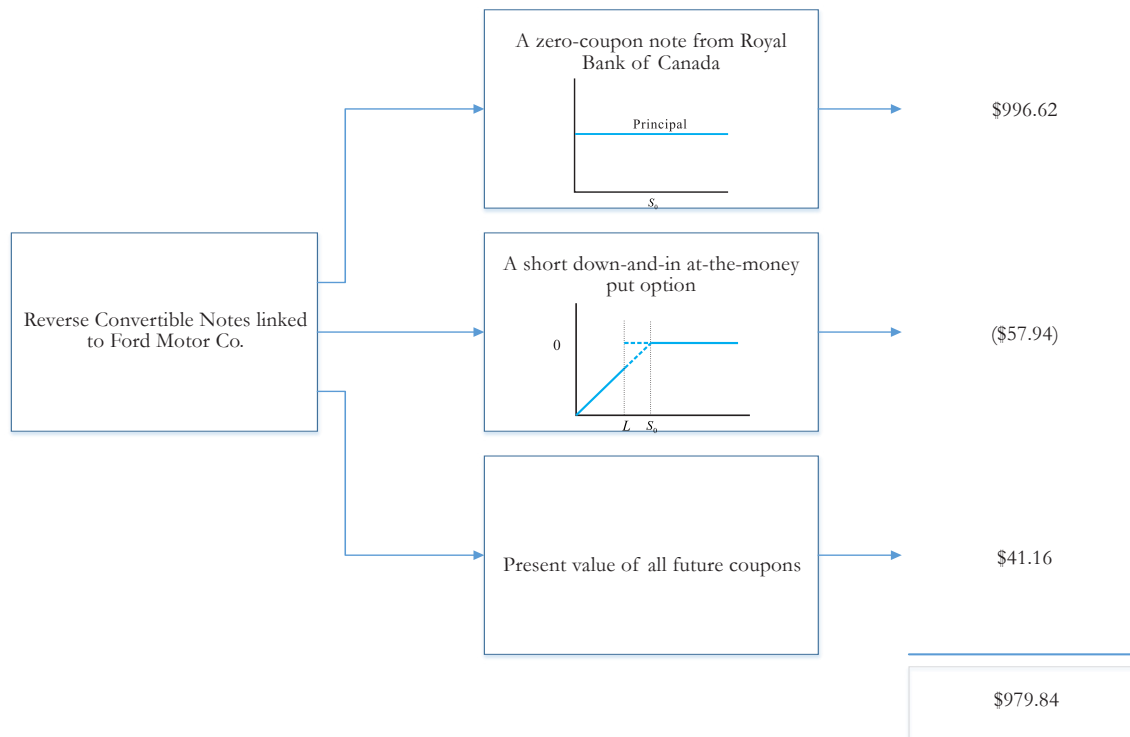 A zero-coupon note from Royal
Bank of Canada
Principal
S₀
$996.62
Reverse Convertible Notes linked
to Ford Motor Co.
A short down-and-in at-the-money
put option
0
L S₀
($57.94)
Present value of all future coupons
$41.16
$979.84